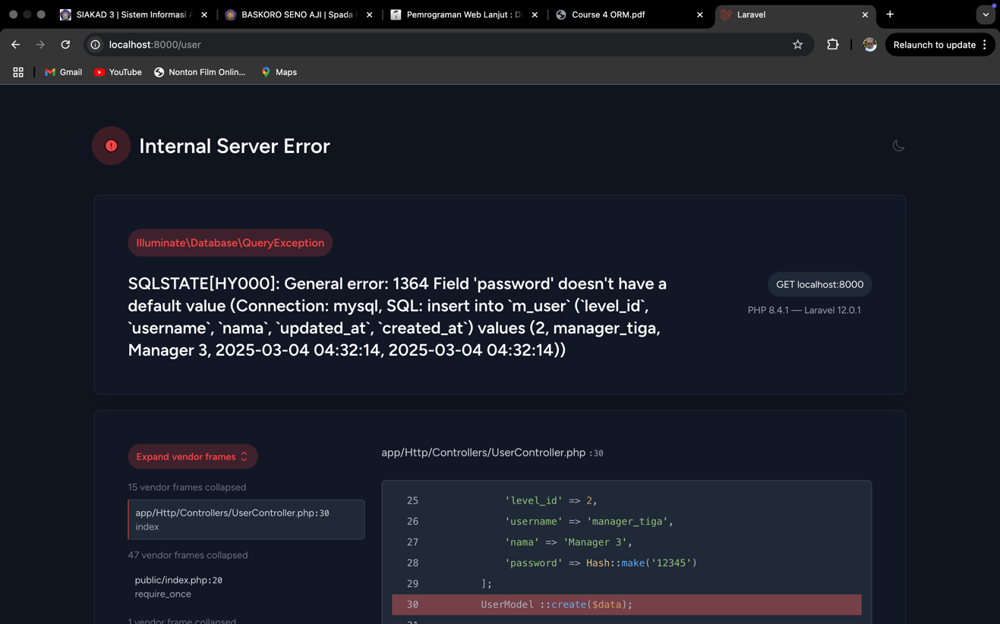 SIAKAD 3 | Sistem Informasi A
BASKORO SENO AJI | Spada P
Pemrograman Web Lanjut : Di
Course 4 ORM.pdf
Laravel
localhost:8000/user
Relaunch to update
Gmail
YouTube
Nonton Film Onlin...
Maps
Internal Server Error
Illuminate\Database\QueryException
SQLSTATE[HY000]: General error: 1364 Field 'password' doesn't have a
default value (Connection: mysql, SQL: insert into `m_user` (`level_id`,
`username`, `nama`, `updated_at`, `created_at`) values (2, manager_tiga,
Manager 3, 2025-03-04 04:32:14, 2025-03-04 04:32:14))
GET localhost:8000
PHP 8.4.1 — Laravel 12.0.1
Expand vendor frames
15 vendor frames collapsed
app/Http/Controllers/UserController.php:30
index
47 vendor frames collapsed
public/index.php:20
require_once
1 vendor frame collapsed
app/Http/Controllers/UserController.php :30
25 'level_id' => 2,
26 'username' => 'manager_tiga',
27 'nama' => 'Manager 3',
28 'password' => Hash::make('12345')
29 ];
30 UserModel ::create($data);
31